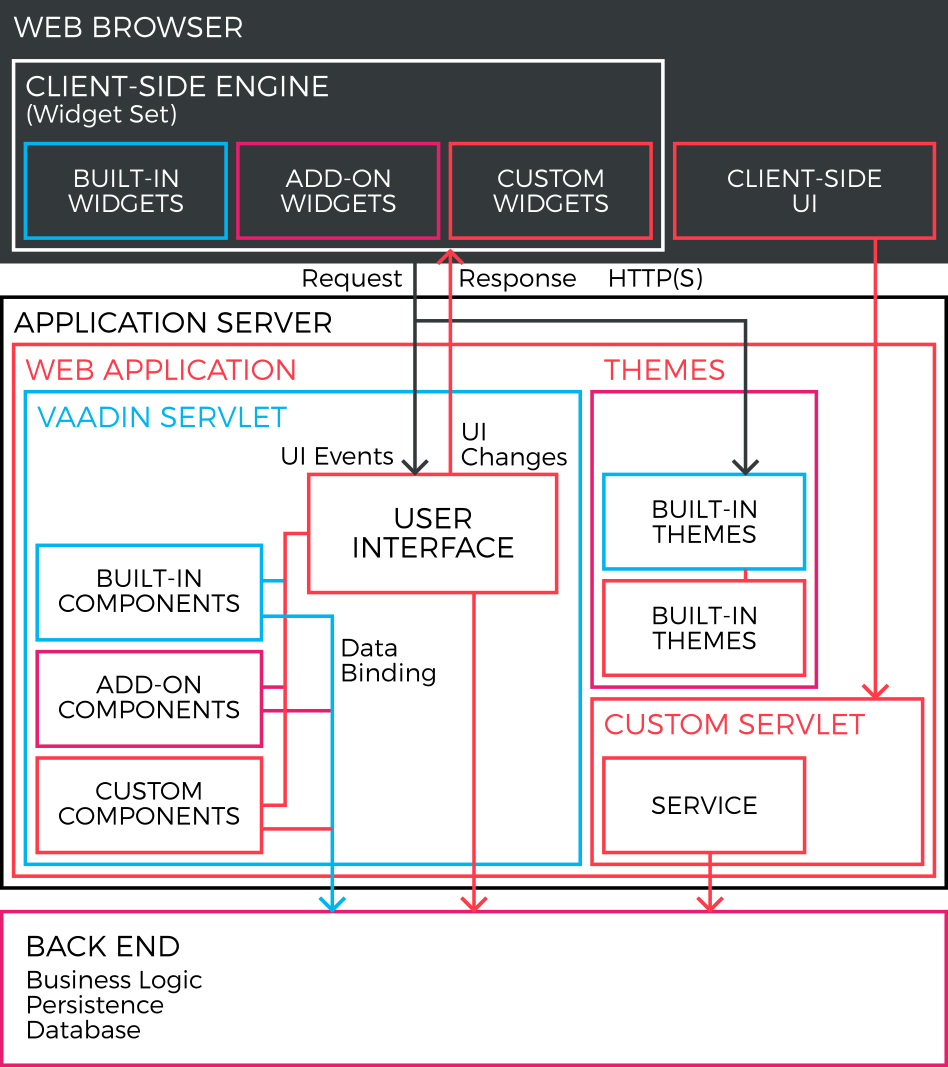 WEB BROWSER
CLIENT-SIDE ENGINE
(Widget Set)
BUILT-IN
WIDGETS
ADD-ON
WIDGETS
CUSTOM
WIDGETS
CLIENT-SIDE
UI
Request
Response
HTTP(S)
APPLICATION SERVER
WEB APPLICATION
THEMES
VAADIN SERVLET
UI Events
UI
Changes
USER
INTERFACE
BUILT-IN
THEMES
BUILT-IN
COMPONENTS
BUILT-IN
THEMES
Data
Binding
ADD-ON
COMPONENTS
CUSTOM SERVLET
CUSTOM
COMPONENTS
SERVICE
BACK END
Business Logic
Persistence
Database